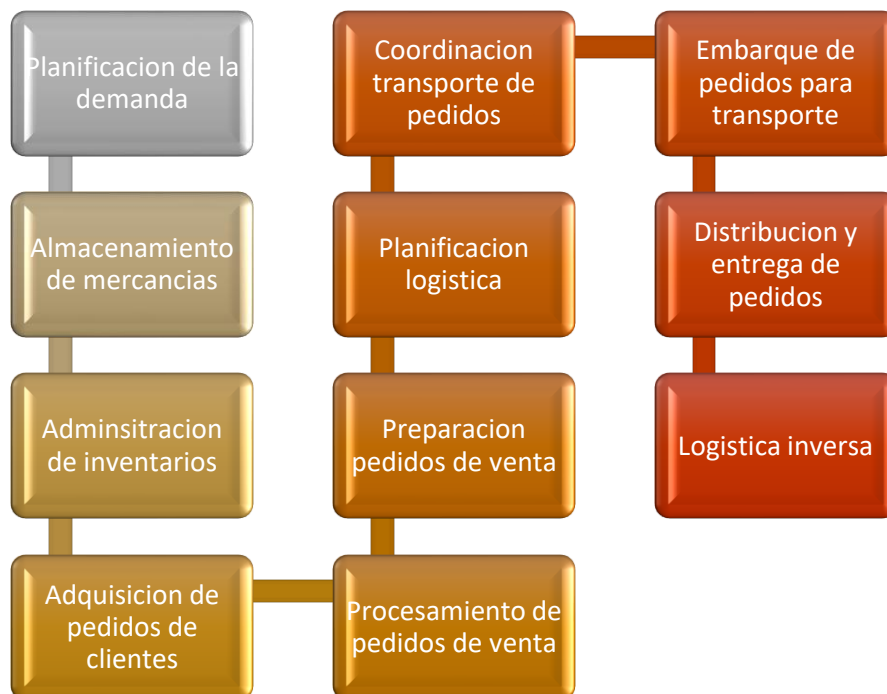 Planificacion de la
demanda
Almacenamiento
de mercancias
Adminsitracion
de inventarios
Adquisicion de
pedidos de
clientes
Procesamiento de
pedidos de venta
Preparacion
pedidos de venta
Planificacion
logistica
Coordinacion
transporte de
pedidos
Embarque de
pedidos para
transporte
Distribucion y
entrega de
pedidos
Logistica inversa